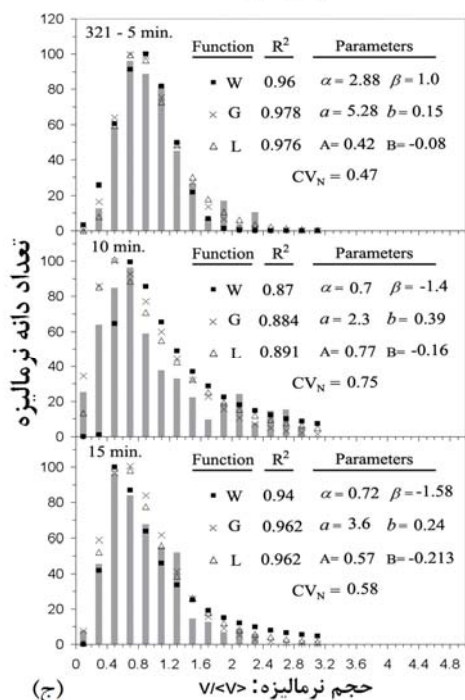 321 - 5 min.
Function R² Parameters
■ W 0.96 α = 2.88 β = 1.0
× G 0.978 a = 5.28 b = 0.15
△ L 0.976 A= 0.42 B= -0.08
CV_N = 0.47
120
100
80
60
40
20
0
10 min.
Function R² Parameters
■ W 0.87 α = 0.7 β = -1.4
× G 0.884 a = 2.3 b = 0.39
△ L 0.891 A= 0.77 B= -0.16
CV_N = 0.75
100
80
60
40
20
0
15 min.
Function R² Parameters
■ W 0.94 α = 0.72 β = -1.58
× G 0.962 a = 3.6 b = 0.24
△ L 0.962 A= 0.57 B= -0.213
CV_N = 0.58
100
80
60
40
20
0
0 0.4 0.8 1.2 1.6 2 2.4 2.8 3.2 3.6 4
تعداد دانه نرمالیزه
حجم نرمالیزه: V/<V>
(ج)